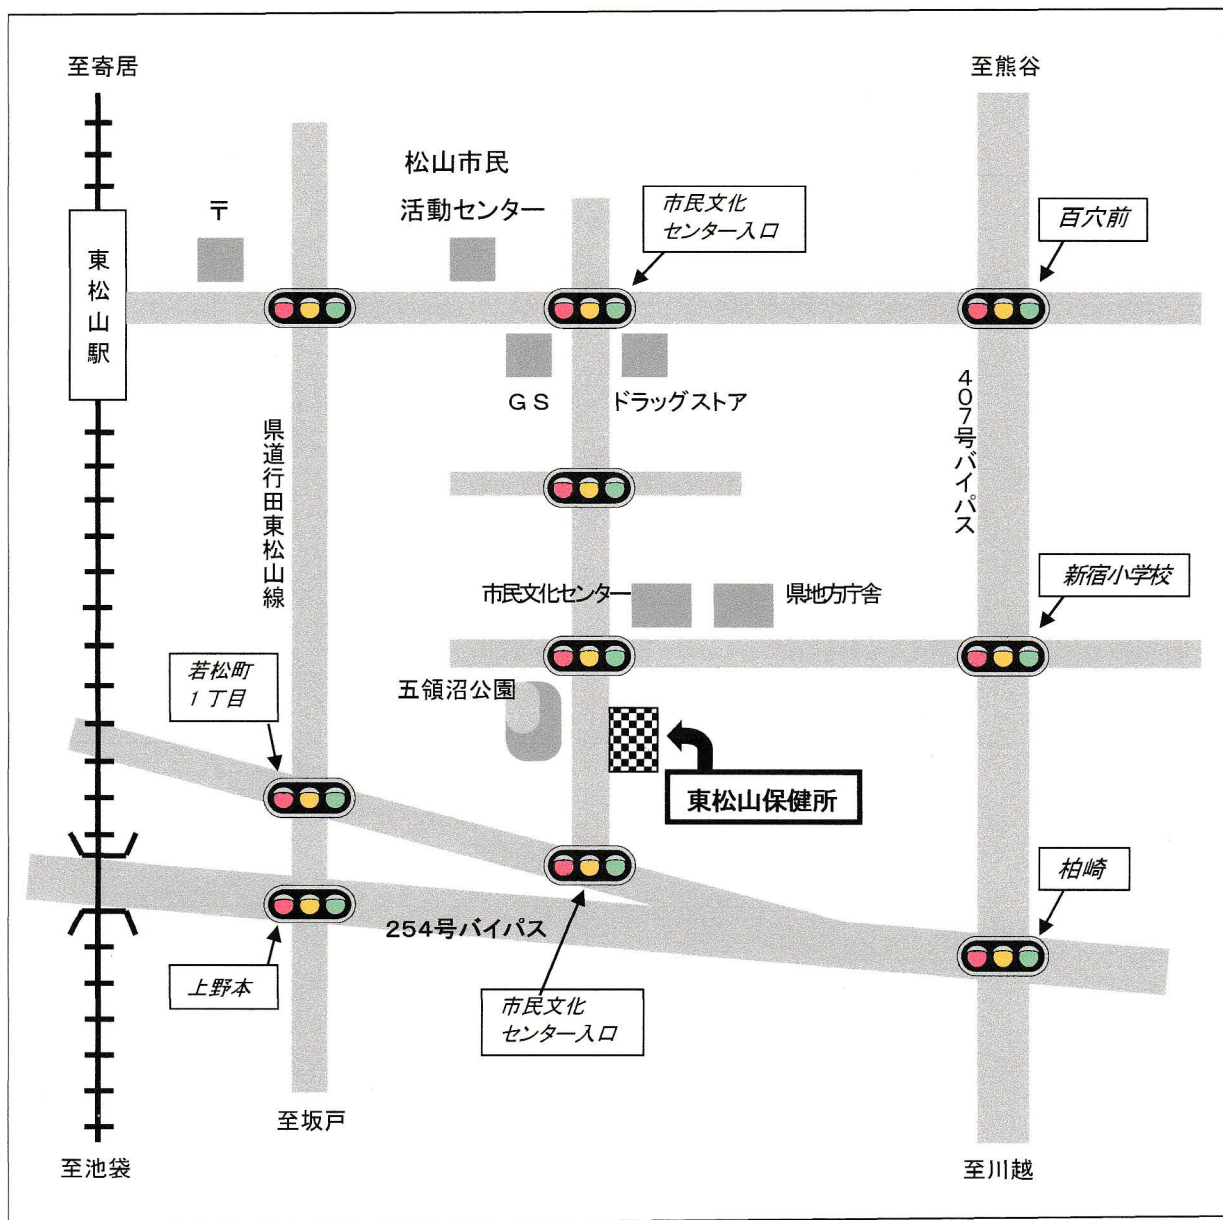 至寄居
至熊谷
松山市民
活動センター
〒
市民文化
センター入口
百穴前
東松山駅
GS
ドラッグストア
407号バイパス
県道行田東松山線
市民文化センター
県地方庁舎
新宿小学校
若松町
1丁目
五領沼公園
東松山保健所
柏崎
254号バイパス
上野本
市民文化
センター入口
至坂戸
至池袋
至川越